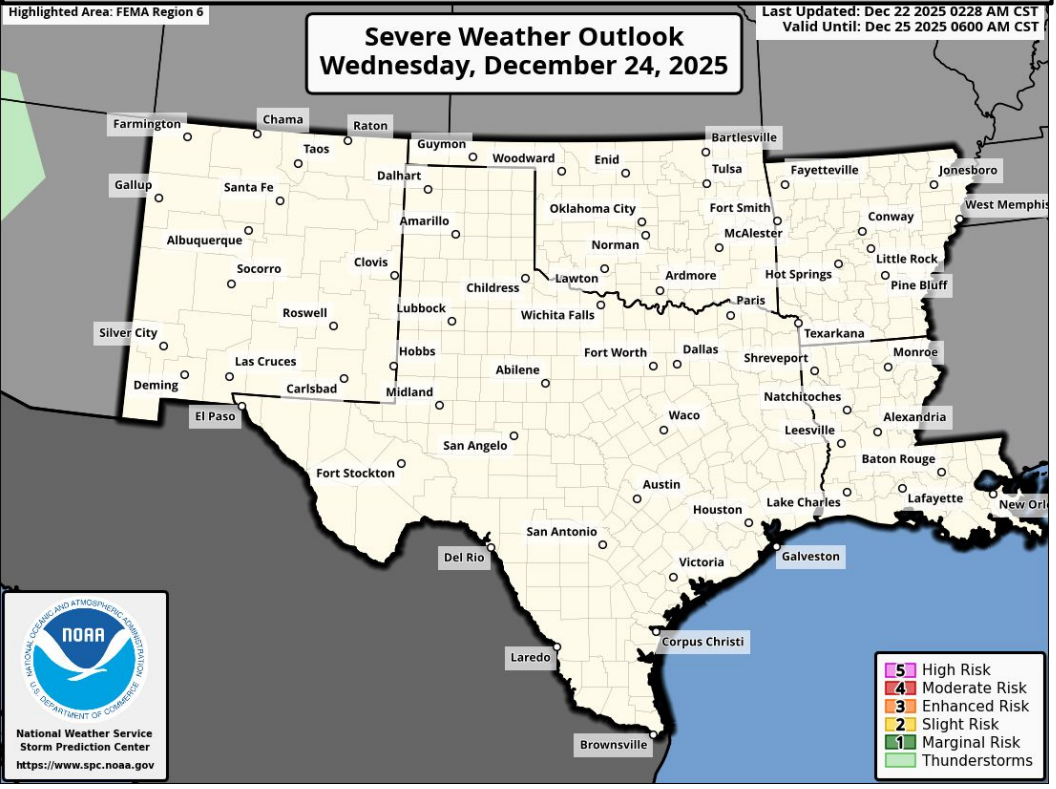 Highlighted Area: FEMA Region 6
Last Updated: Dec 22 2025 0228 AM CST
Valid Until: Dec 25 2025 0600 AM CST
Severe Weather Outlook
Wednesday, December 24, 2025
Farmington
Chama
Raton
Taos
Guymon
Woodward
Enid
Bartlesville
Tulsa
Fayetteville
Jonesboro
Gallup
Santa Fe
Dalhart
Oklahoma City
Fort Smith
West Memphis
Albuquerque
Amarillo
Norman
McAlester
Conway
Socorro
Clovis
Childress
Lawton
Ardmore
Hot Springs
Little Rock
Pine Bluff
Roswell
Lubbock
Wichita Falls
Paris
Texarkana
Silver City
Las Cruces
Hobbs
Fort Worth
Dallas
Shreveport
Monroe
Deming
Carlsbad
Midland
Abilene
Natchitoches
El Paso
San Angelo
Waco
Leesville
Alexandria
Fort Stockton
Baton Rouge
Austin
Houston
Lake Charles
Lafayette
New Orl
Del Rio
San Antonio
Galveston
Victoria
Laredo
Corpus Christi
Brownsville
NATIONAL OCEANIC AND ATMOSPHERIC ADMINISTRATION
NOAA
U.S. DEPARTMENT OF COMMERCE
National Weather Service
Storm Prediction Center
https://www.spc.noaa.gov
5 High Risk
4 Moderate Risk
3 Enhanced Risk
2 Slight Risk
1 Marginal Risk
Thunderstorms